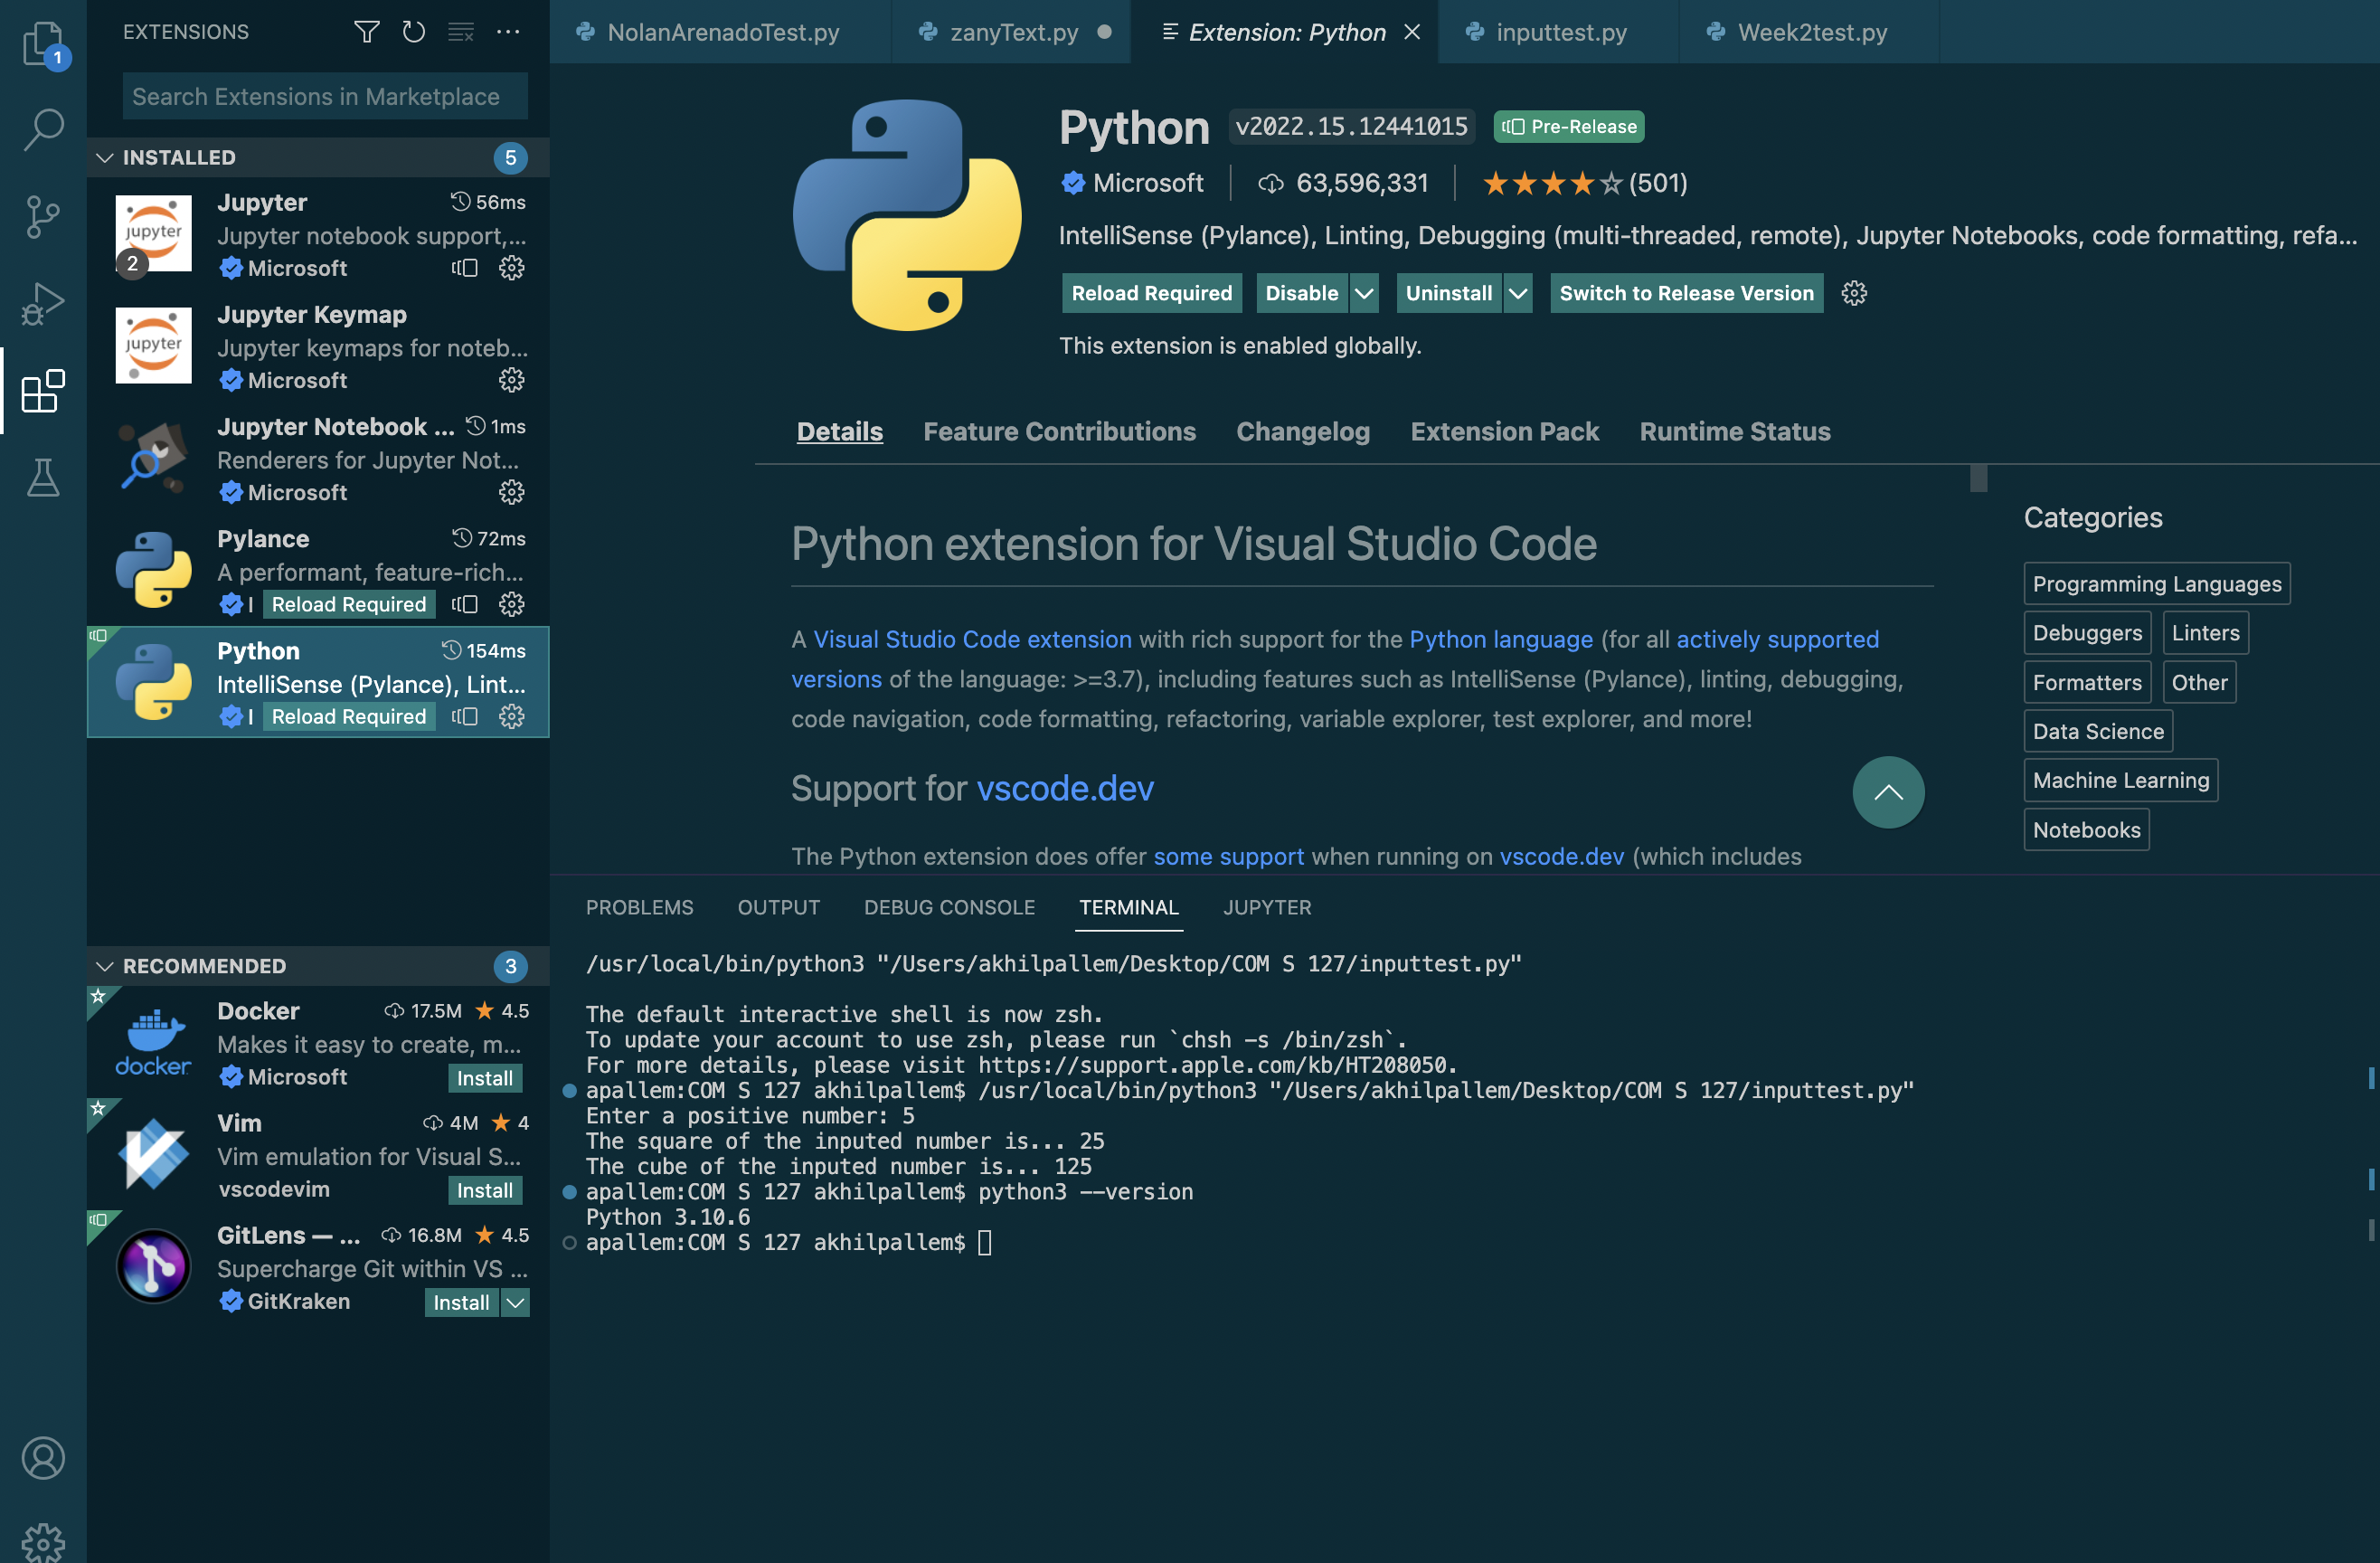 1
EXTENSIONS
Search Extensions in Marketplace
INSTALLED 5
Jupyter 56ms
Jupyter notebook support,...
Microsoft
jupyter
2
Jupyter Keymap
Jupyter keymaps for noteb...
Microsoft
jupyter
Jupyter Notebook ... 1ms
Renderers for Jupyter Not...
Microsoft
Pylance 72ms
A performant, feature-rich...
Reload Required
Python 154ms
IntelliSense (Pylance), Lint...
Reload Required
RECOMMENDED 3
Docker 17.5M ★ 4.5
Makes it easy to create, m...
docker
Microsoft Install
Vim 4M ★ 4
Vim emulation for Visual S...
vscodevim Install
GitLens — ... 16.8M ★ 4.5
Supercharge Git within VS ...
GitKraken Install
NolanArenadoTest.py
zanyText.py
Extension: Python
inputtest.py
Week2test.py
Python v2022.15.12441015 Pre-Release
Microsoft 63,596,331 ★★★★☆ (501)
IntelliSense (Pylance), Linting, Debugging (multi-threaded, remote), Jupyter Notebooks, code formatting, refa...
Reload Required Disable Uninstall Switch to Release Version
This extension is enabled globally.
Details Feature Contributions Changelog Extension Pack Runtime Status
Python extension for Visual Studio Code
A Visual Studio Code extension with rich support for the Python language (for all actively supported
versions of the language: >=3.7), including features such as IntelliSense (Pylance), linting, debugging,
code navigation, code formatting, refactoring, variable explorer, test explorer, and more!
Support for vscode.dev
The Python extension does offer some support when running on vscode.dev (which includes
Categories
Programming Languages
Debuggers Linters
Formatters Other
Data Science
Machine Learning
Notebooks
PROBLEMS OUTPUT DEBUG CONSOLE TERMINAL JUPYTER
/usr/local/bin/python3 "/Users/akhilpallem/Desktop/COM S 127/inputtest.py"
The default interactive shell is now zsh.
To update your account to use zsh, please run `chsh -s /bin/zsh`.
For more details, please visit https://support.apple.com/kb/HT208050.
apallem:COM S 127 akhilpallem$ /usr/local/bin/python3 "/Users/akhilpallem/Desktop/COM S 127/inputtest.py"
Enter a positive number: 5
The square of the inputed number is... 25
The cube of the inputed number is... 125
apallem:COM S 127 akhilpallem$ python3 --version
Python 3.10.6
apallem:COM S 127 akhilpallem$